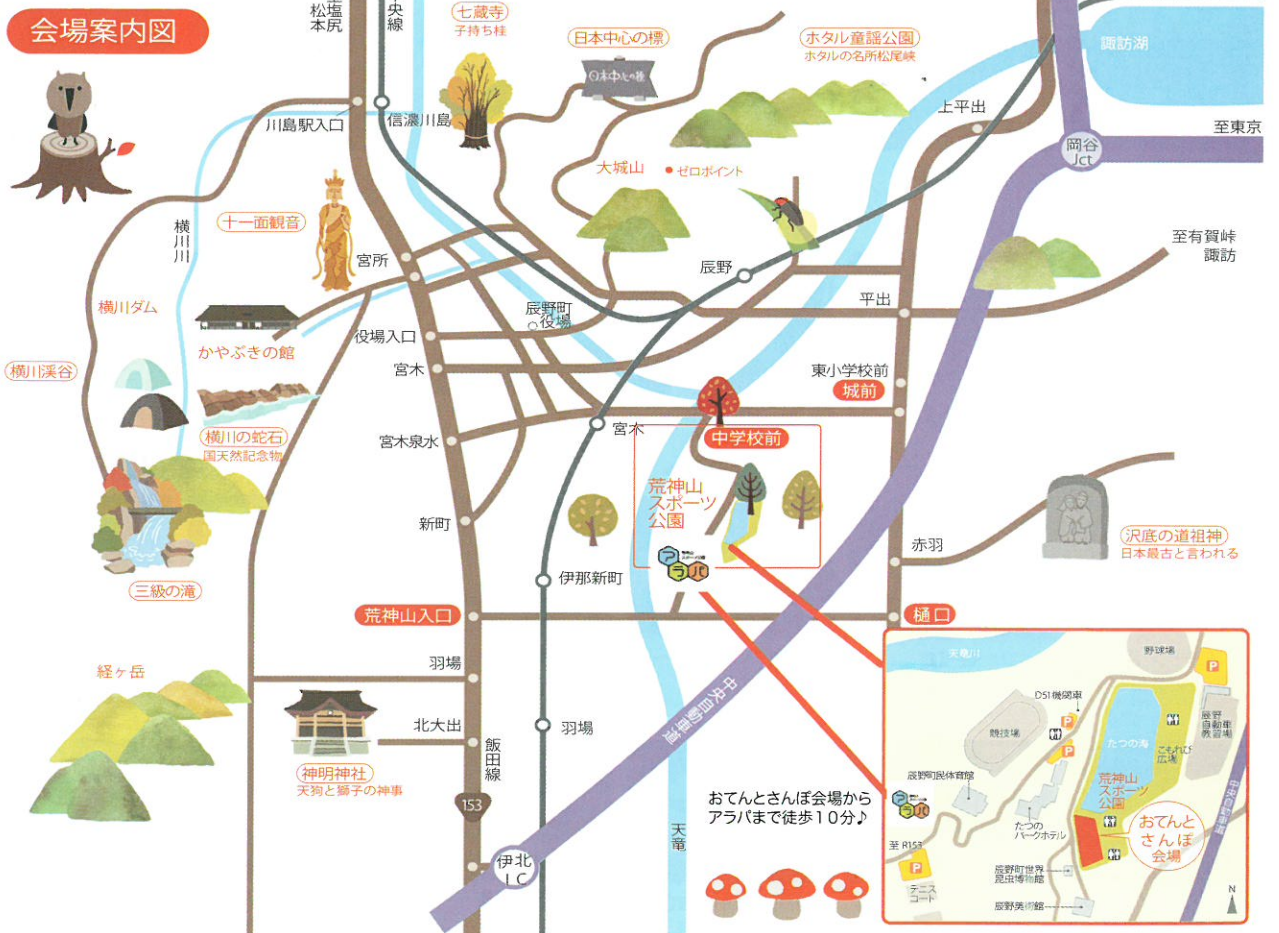 会場案内図
塩尻
松本
央線
七蔵寺
子持ち桂
日本中心の標
日本中心の標
ホタル童謡公園
ホタルの名所松尾峡
諏訪湖
上平出
至東京
岡谷
Jct
川島駅入口
信濃川島
大城山
ゼロポイント
横川川
十一面観音
宮所
辰野
至有賀峠
諏訪
横川ダム
平出
辰野町
役場
役場入口
かやぶきの館
宮木
横川渓谷
東小学校前
城前
宮木
宮木泉水
横川の蛇石
国天然記念物
中学校前
荒神山
スポーツ
公園
新町
アラパ
赤羽
沢底の道祖神
日本最古と言われる
伊那新町
三級の滝
荒神山入口
樋口
羽場
経ヶ岳
北大出
羽場
飯田線
神明神社
天狗と獅子の神事
中央自動車道
153
おてんとさんぽ会場から
アラパまで徒歩10分♪
天竜
伊北
I.C
天竜川
野球場
P
D51機関車
P
競技場
P
たつの海
こもれび
広場
辰野
自動車
教習場
辰野町民体育館
荒神山
スポーツ
公園
中央自動車道
アラパ
たつの
パークホテル
おてんと
さんぽ
会場
至 R153
P
辰野町世界
昆虫博物館
テニス
コート
辰野美術館
N